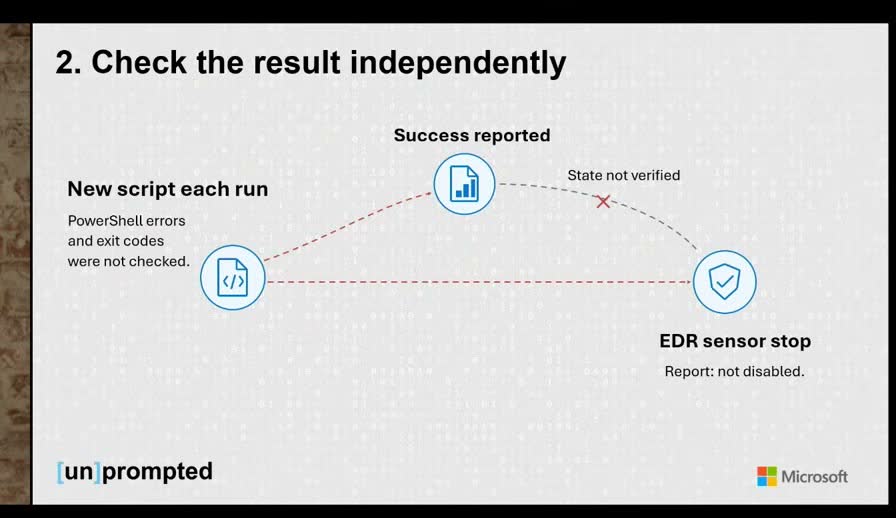 2. Check the result independently
Success reported
State not verified
New script each run
PowerShell errors
and exit codes
were not checked.
EDR sensor stop
Report: not disabled.
[un]prompted
Microsoft